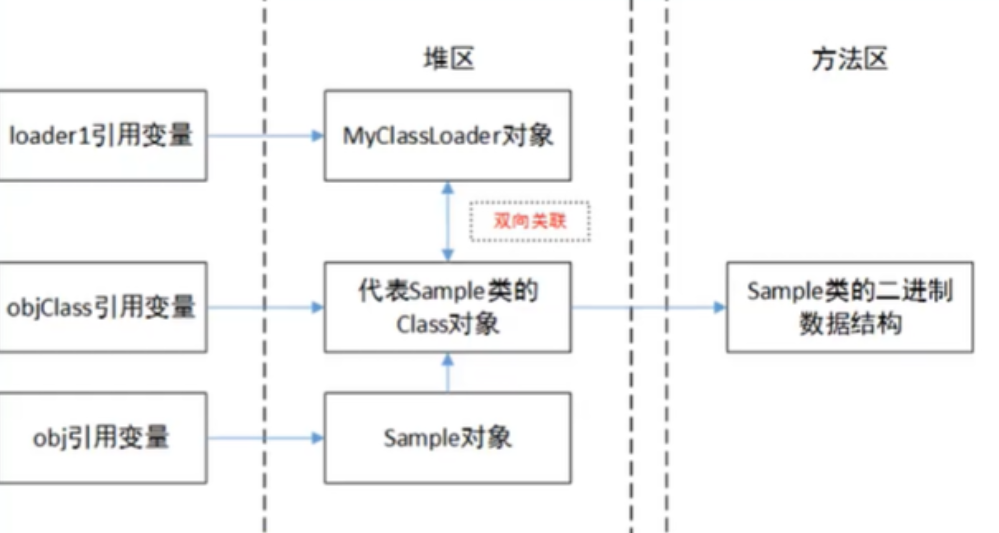 堆区
方法区
loader1引用变量
MyClassLoader对象
双向关联
objClass引用变量
代表Sample类的
Class对象
Sample类的二进制
数据结构
obj引用变量
Sample对象